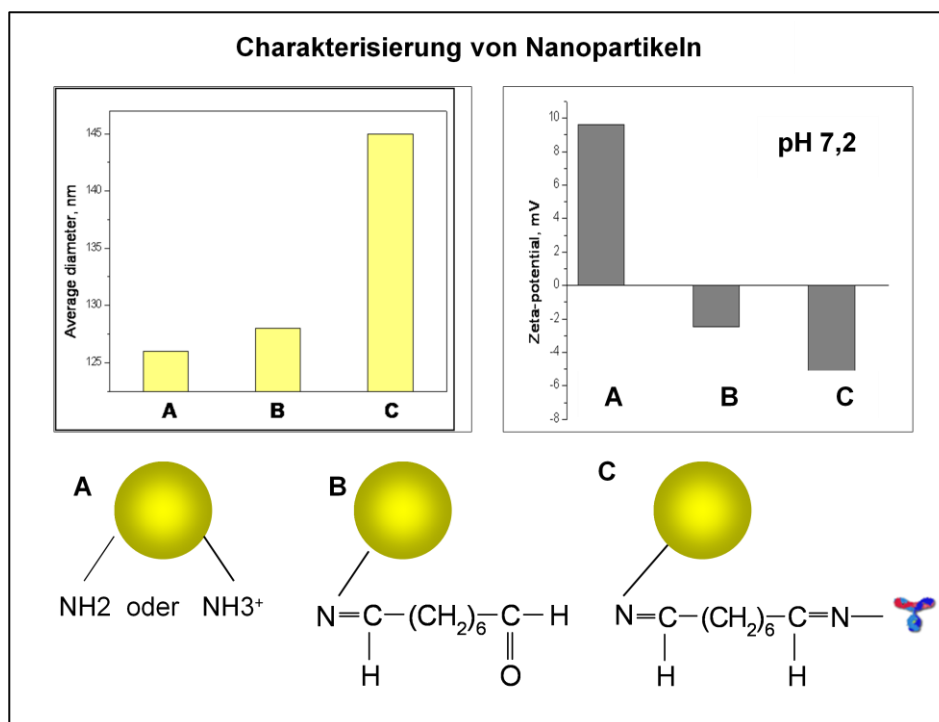 Charakterisierung von Nanopartikeln
Average diameter, nm
145
140
135
130
125
A B C
Zeta-potential, mV
10
8
6
4
2
0
-2
-4
-6
-8
pH 7,2
A B C
A
NH2 oder NH3⁺
B
N=C—(CH₂)₆—C—H
H O
C
N=C—(CH₂)₆—C=N—
H H